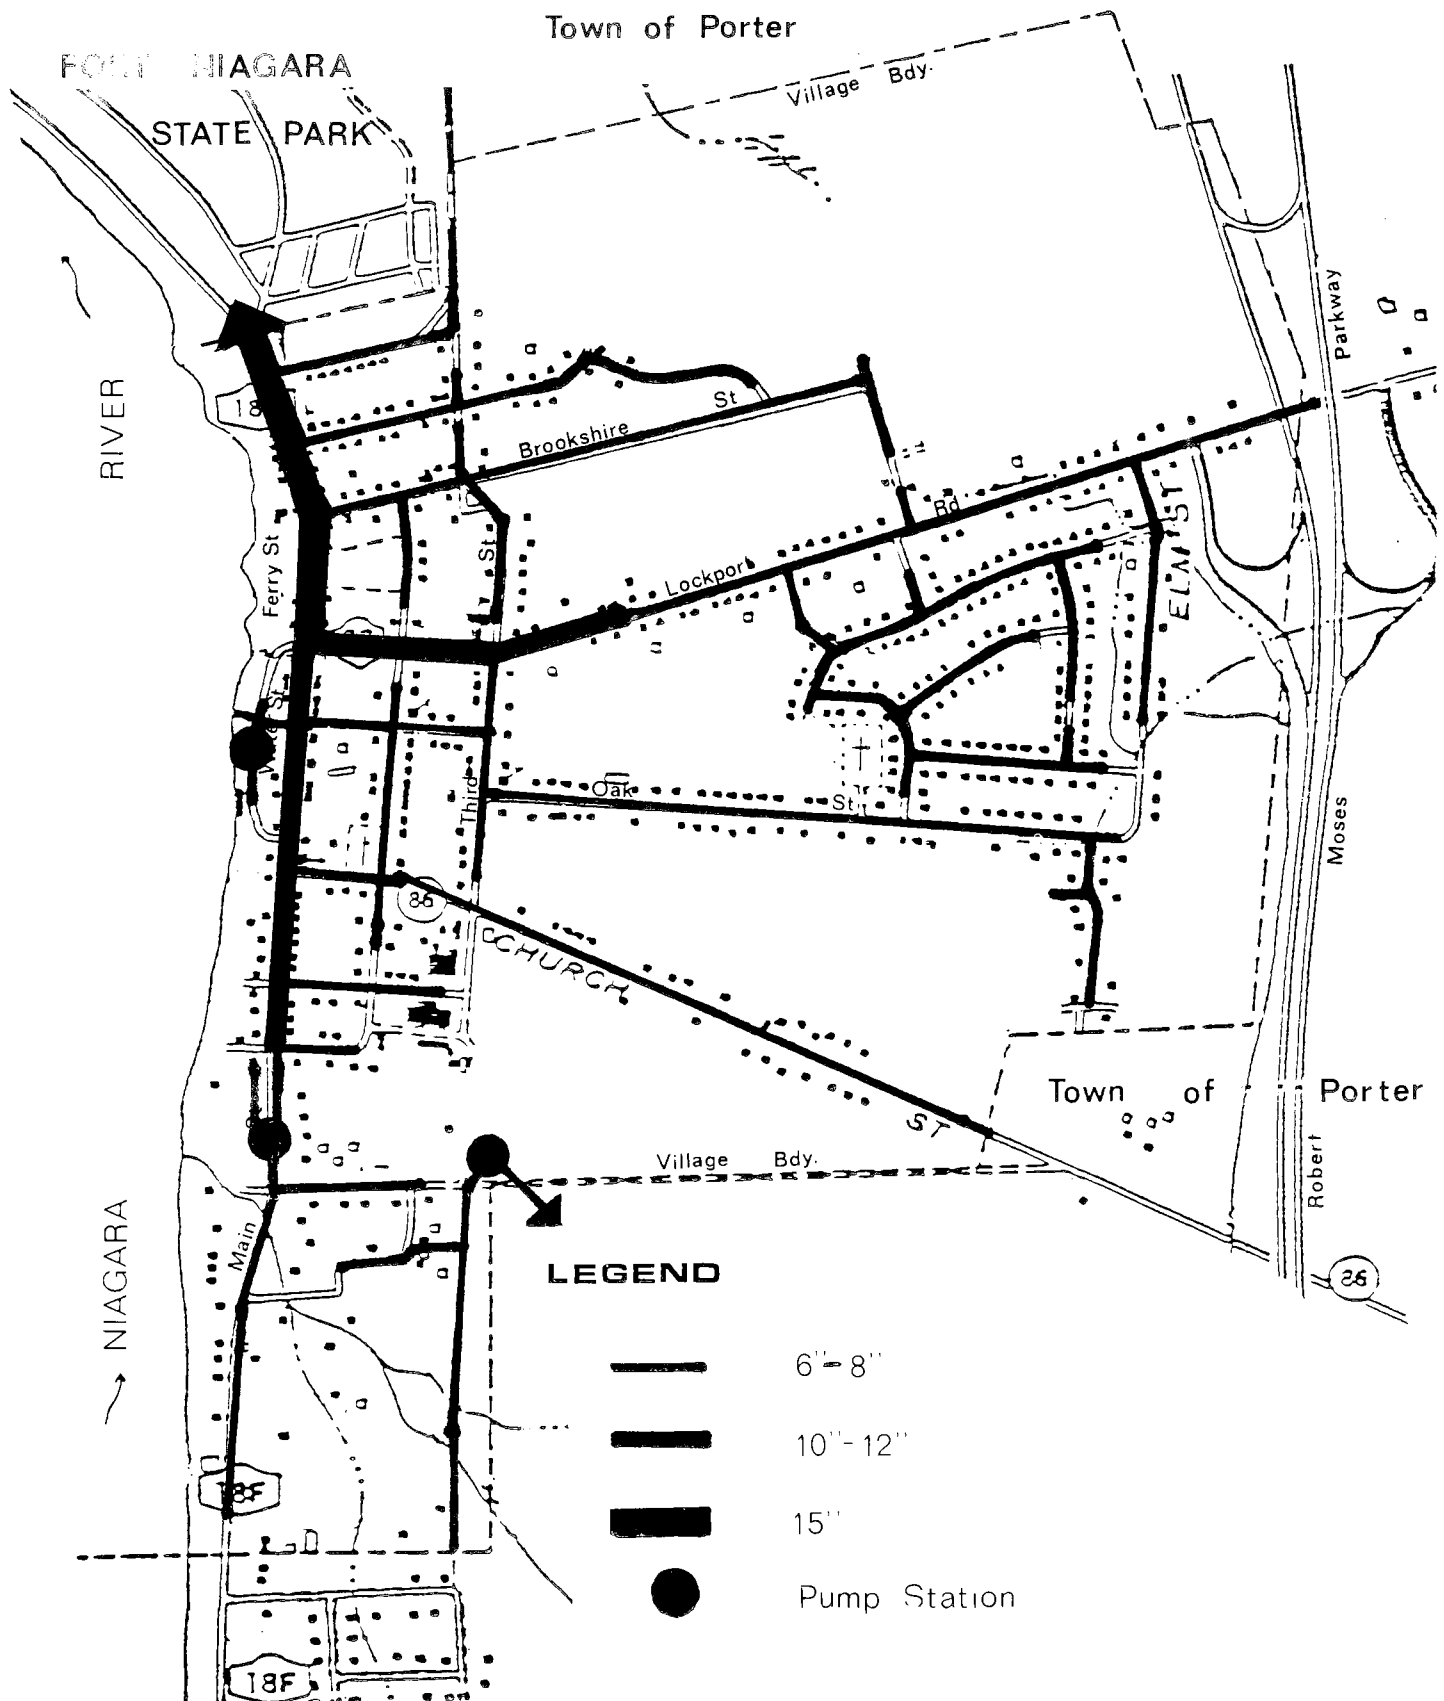 Town of Porter
FORT NIAGARA
STATE PARK
Village Bdy.
Parkway
RIVER
18
St
Brookshire
Rd
ELM ST
Ferry St
St
Lockport
Water St
Third
Oak
St
Moses
86
CHURCH
ST
Town of Porter
Village Bdy.
Robert
Main
NIAGARA
LEGEND
86
6"-8"
10"-12"
18F
15"
Pump Station
18F